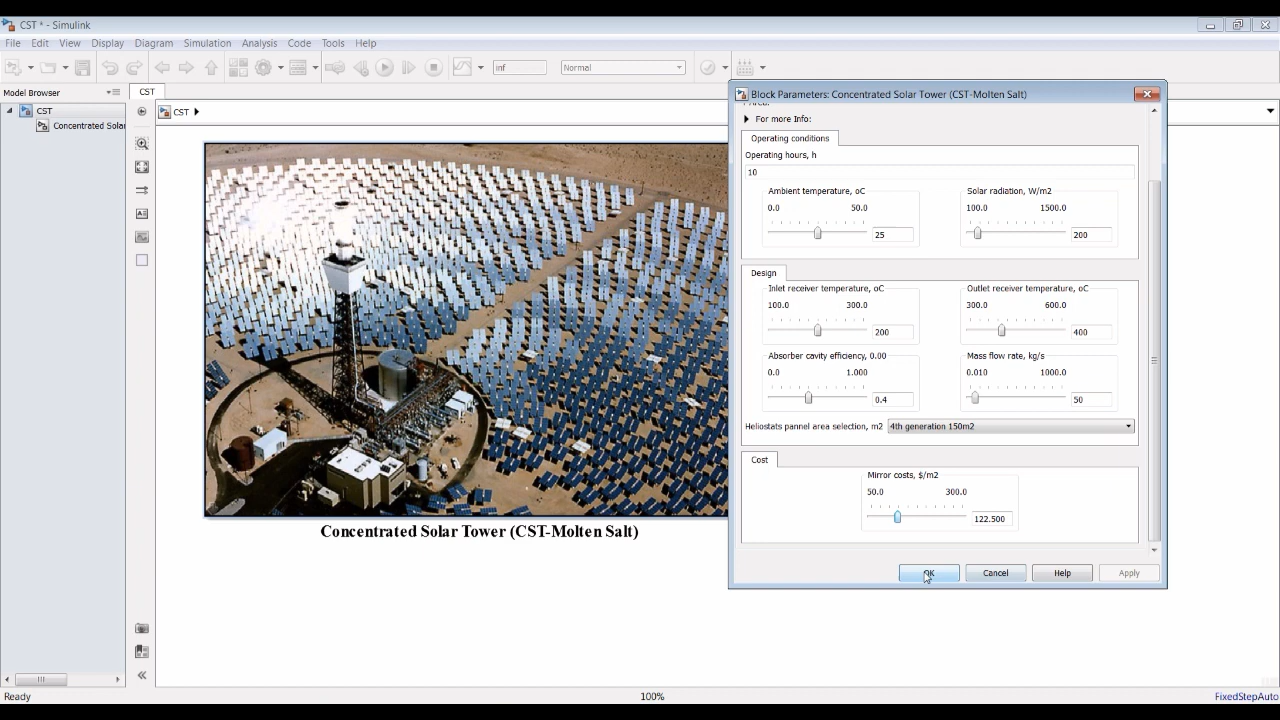 CST * - Simulink
File Edit View Display Diagram Simulation Analysis Code Tools Help
inf Normal
Model Browser
CST
CST
Concentrated Solar
CST
Block Parameters: Concentrated Solar Tower (CST-Molten Salt)
For more Info:
Operating conditions
Operating hours, h
10
Ambient temperature, oC Solar radiation, W/m2
0.0 50.0 100.0 1500.0
25 200
Design
Inlet receiver temperature, oC Outlet receiver temperature, oC
100.0 300.0 300.0 600.0
200 400
Absorber cavity efficiency, 0.00 Mass flow rate, kg/s
0.0 1.000 0.010 1000.0
0.4 50
Heliostats pannel area selection, m2 4th generation 150m2
Cost
Mirror costs, $/m2
50.0 300.0
122.500
OK Cancel Help Apply
Concentrated Solar Tower (CST-Molten Salt)
Ready 100% FixedStepAuto